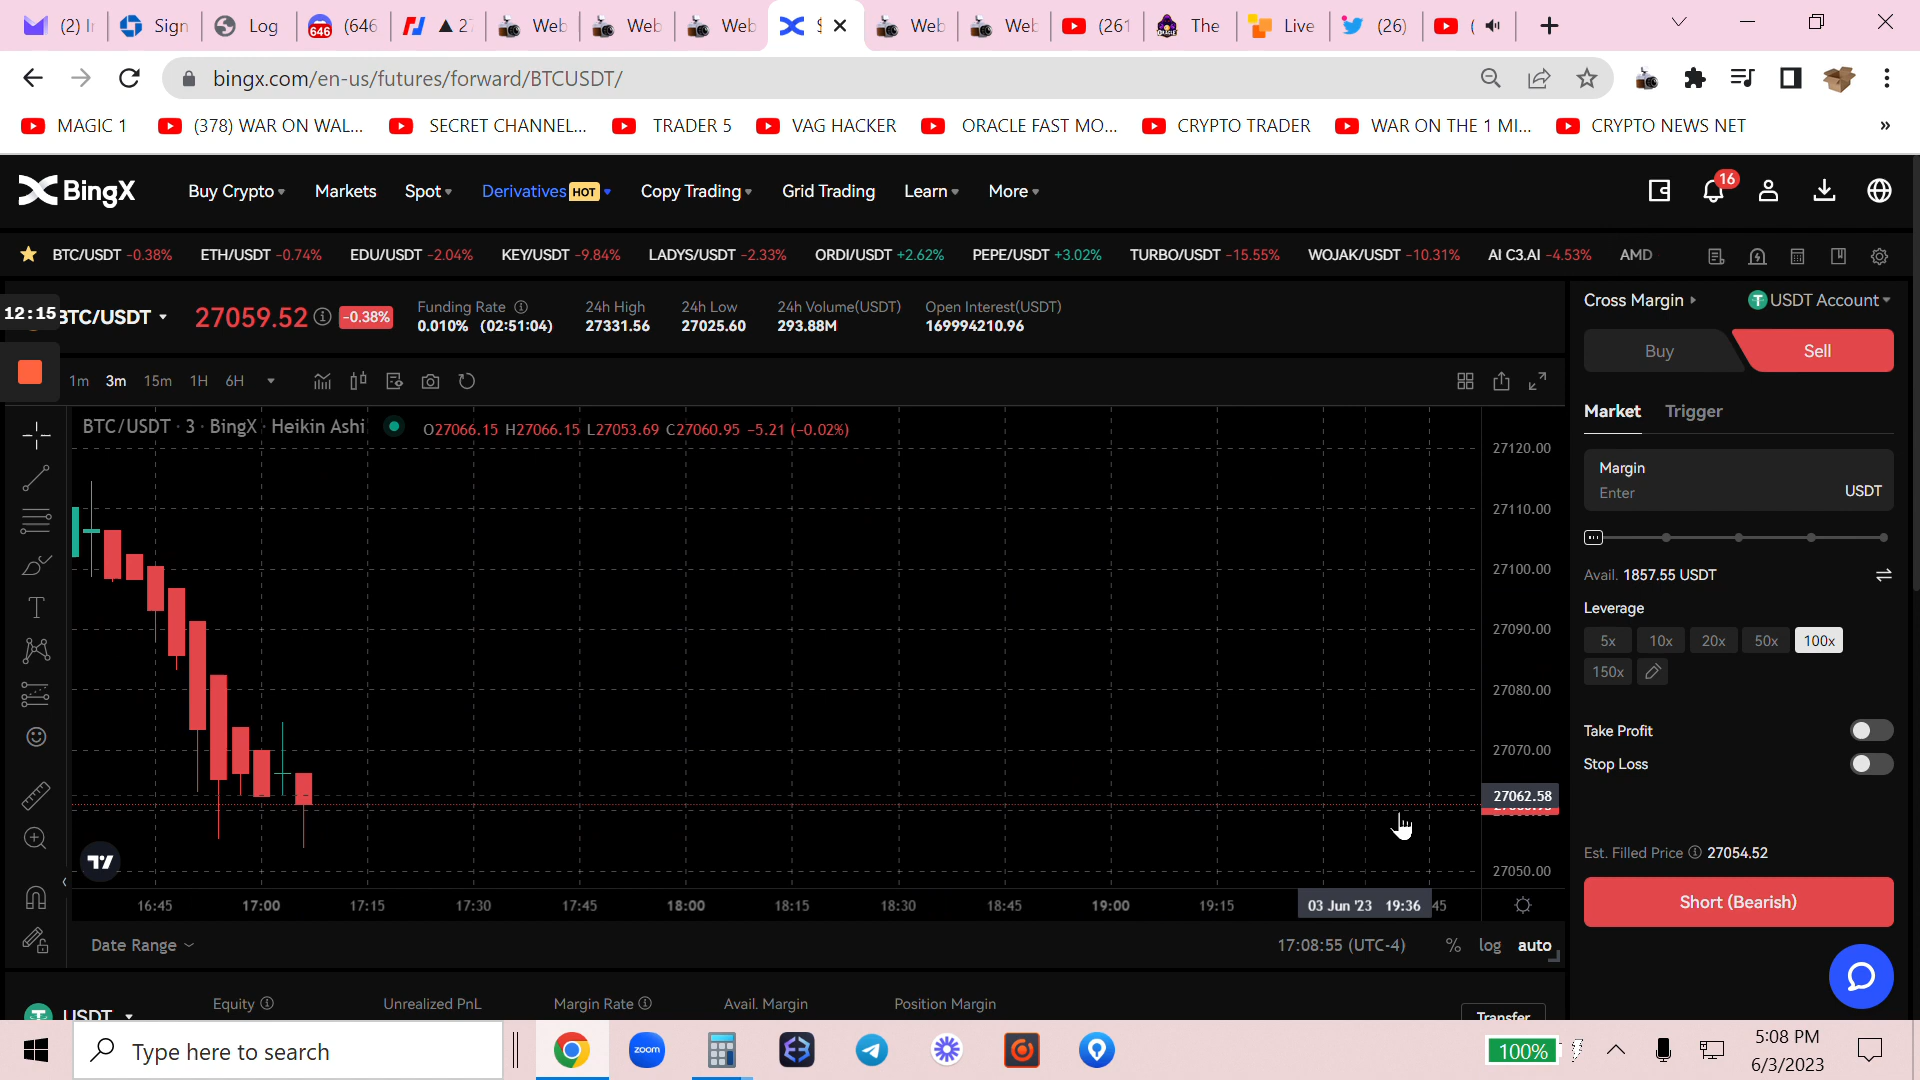 (2) I
Sign
Log
646
(646
27
Web
Web
Web
$
Web
Web
(261
The
Live
(26)
(
bingx.com/en-us/futures/forward/BTCUSDT/
MAGIC 1
(378) WAR ON WAL...
SECRET CHANNEL...
TRADER 5
VAG HACKER
ORACLE FAST MO...
CRYPTO TRADER
WAR ON THE 1 MI...
CRYPTO NEWS NET
»
BingX
Buy Crypto
Markets
Spot
Derivatives HOT
Copy Trading
Grid Trading
Learn
More
16
BTC/USDT -0.38%
ETH/USDT -0.74%
EDU/USDT -2.04%
KEY/USDT -9.84%
LADYS/USDT -2.33%
ORDI/USDT +2.62%
PEPE/USDT +3.02%
TURBO/USDT -15.55%
WOJAK/USDT -10.31%
AI C3.AI -4.53%
AMD
12:15
BTC/USDT
27059.52
-0.38%
Funding Rate
0.010% (02:51:04)
24h High
27331.56
24h Low
27025.60
24h Volume(USDT)
293.88M
Open Interest(USDT)
169994210.96
Cross Margin
USDT Account
Buy
Sell
1m
3m
15m
1H
6H
Market
Trigger
BTC/USDT · 3 · BingX · Heikin Ashi
O27066.15 H27066.15 L27053.69 C27060.95 -5.21 (-0.02%)
27120.00
27110.00
27100.00
27090.00
27080.00
27070.00
27062.58
27050.00
Margin
Enter
USDT
Avail. 1857.55 USDT
Leverage
5x
10x
20x
50x
100x
150x
Take Profit
Stop Loss
Est. Filled Price 27054.52
Short (Bearish)
16:45
17:00
17:15
17:30
17:45
18:00
18:15
18:30
18:45
19:00
19:15
03 Jun '23 19:36
45
Date Range
17:08:55 (UTC-4)
%
log
auto
USDT
Equity
Unrealized PnL
Margin Rate
Avail. Margin
Position Margin
Transfer
Type here to search
zoom
100%
5:08 PM
6/3/2023